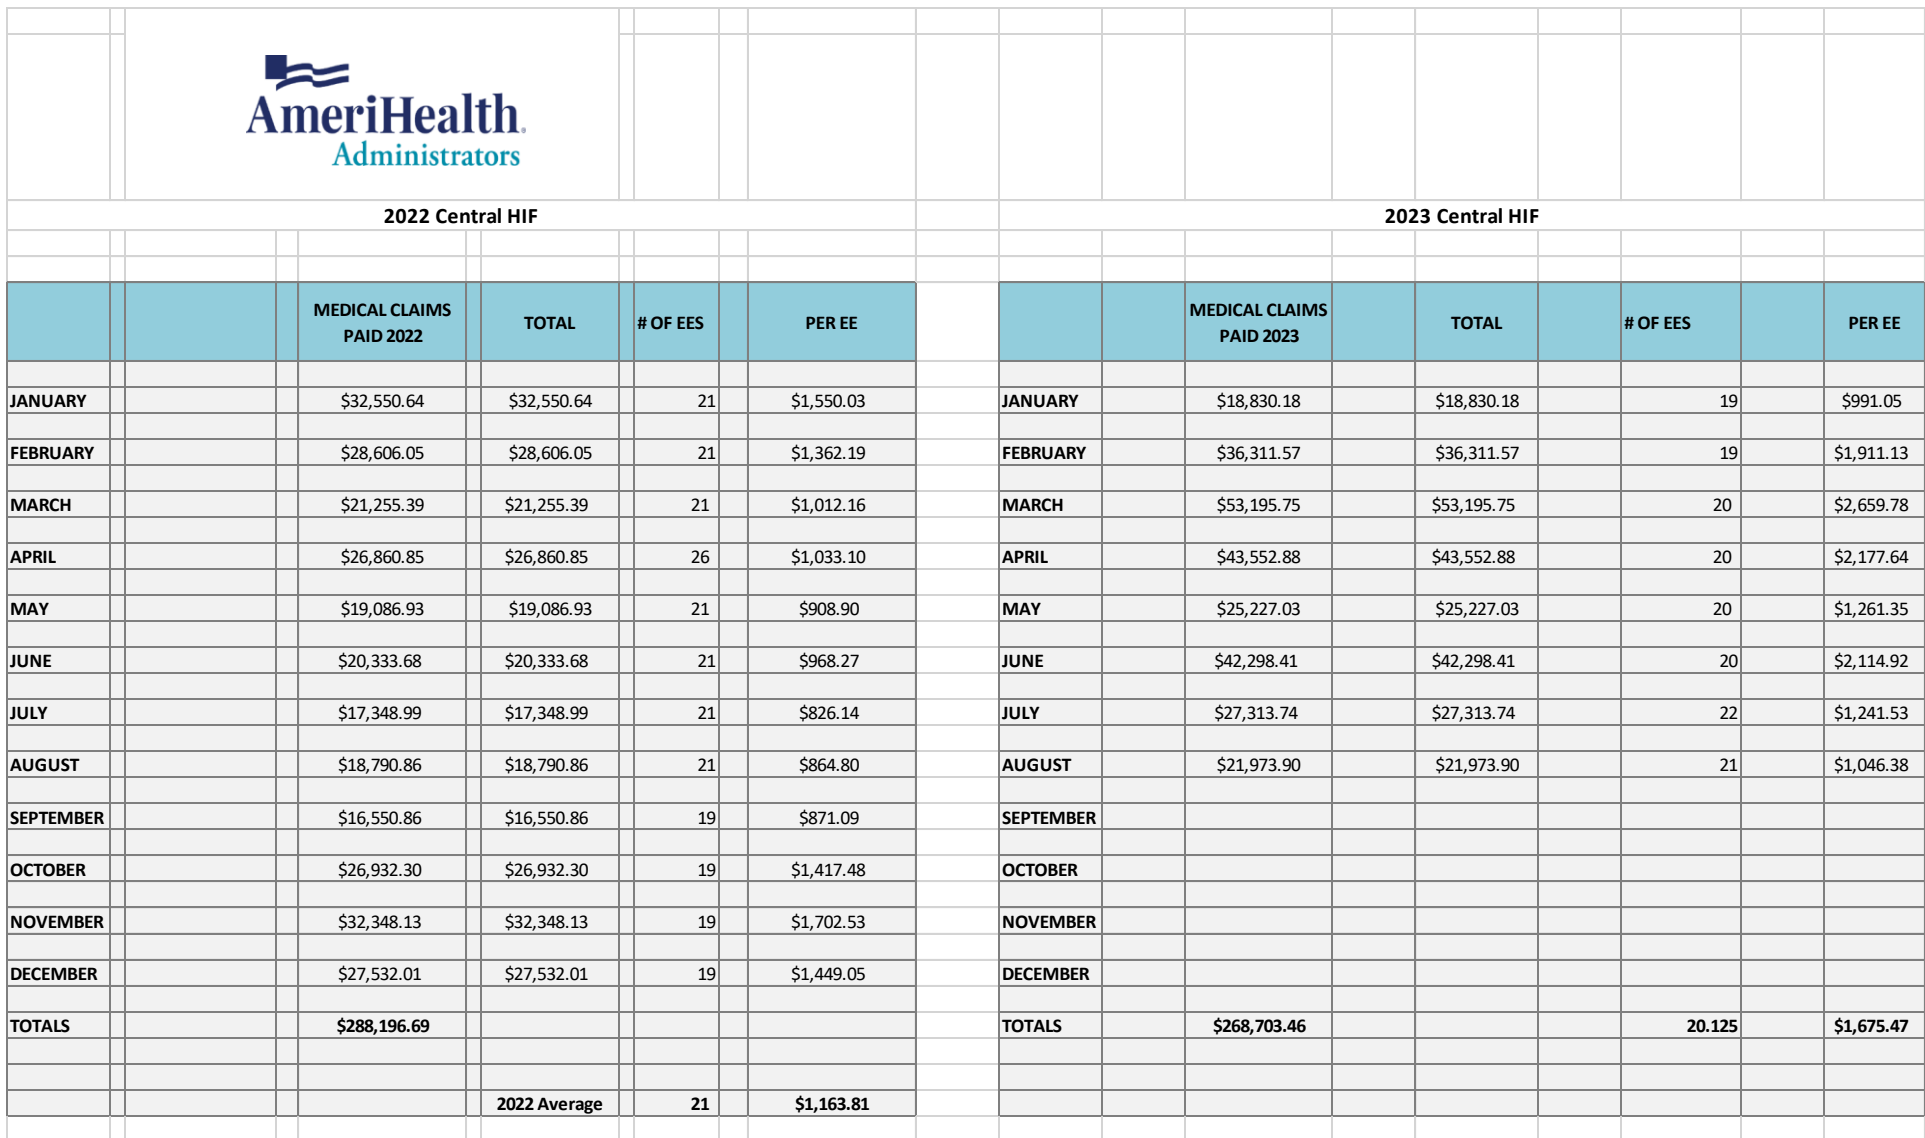 AmeriHealth®
Administrators
2022 Central HIF 2023 Central HIF
MEDICAL CLAIMS PAID 2022 TOTAL # OF EES PER EE MEDICAL CLAIMS PAID 2023 TOTAL # OF EES PER EE
JANUARY $32,550.64 $32,550.64 21 $1,550.03 JANUARY $18,830.18 $18,830.18 19 $991.05
FEBRUARY $28,606.05 $28,606.05 21 $1,362.19 FEBRUARY $36,311.57 $36,311.57 19 $1,911.13
MARCH $21,255.39 $21,255.39 21 $1,012.16 MARCH $53,195.75 $53,195.75 20 $2,659.78
APRIL $26,860.85 $26,860.85 26 $1,033.10 APRIL $43,552.88 $43,552.88 20 $2,177.64
MAY $19,086.93 $19,086.93 21 $908.90 MAY $25,227.03 $25,227.03 20 $1,261.35
JUNE $20,333.68 $20,333.68 21 $968.27 JUNE $42,298.41 $42,298.41 20 $2,114.92
JULY $17,348.99 $17,348.99 21 $826.14 JULY $27,313.74 $27,313.74 22 $1,241.53
AUGUST $18,790.86 $18,790.86 21 $864.80 AUGUST $21,973.90 $21,973.90 21 $1,046.38
SEPTEMBER $16,550.86 $16,550.86 19 $871.09 SEPTEMBER
OCTOBER $26,932.30 $26,932.30 19 $1,417.48 OCTOBER
NOVEMBER $32,348.13 $32,348.13 19 $1,702.53 NOVEMBER
DECEMBER $27,532.01 $27,532.01 19 $1,449.05 DECEMBER
TOTALS $288,196.69 TOTALS $268,703.46 20.125 $1,675.47
2022 Average 21 $1,163.81